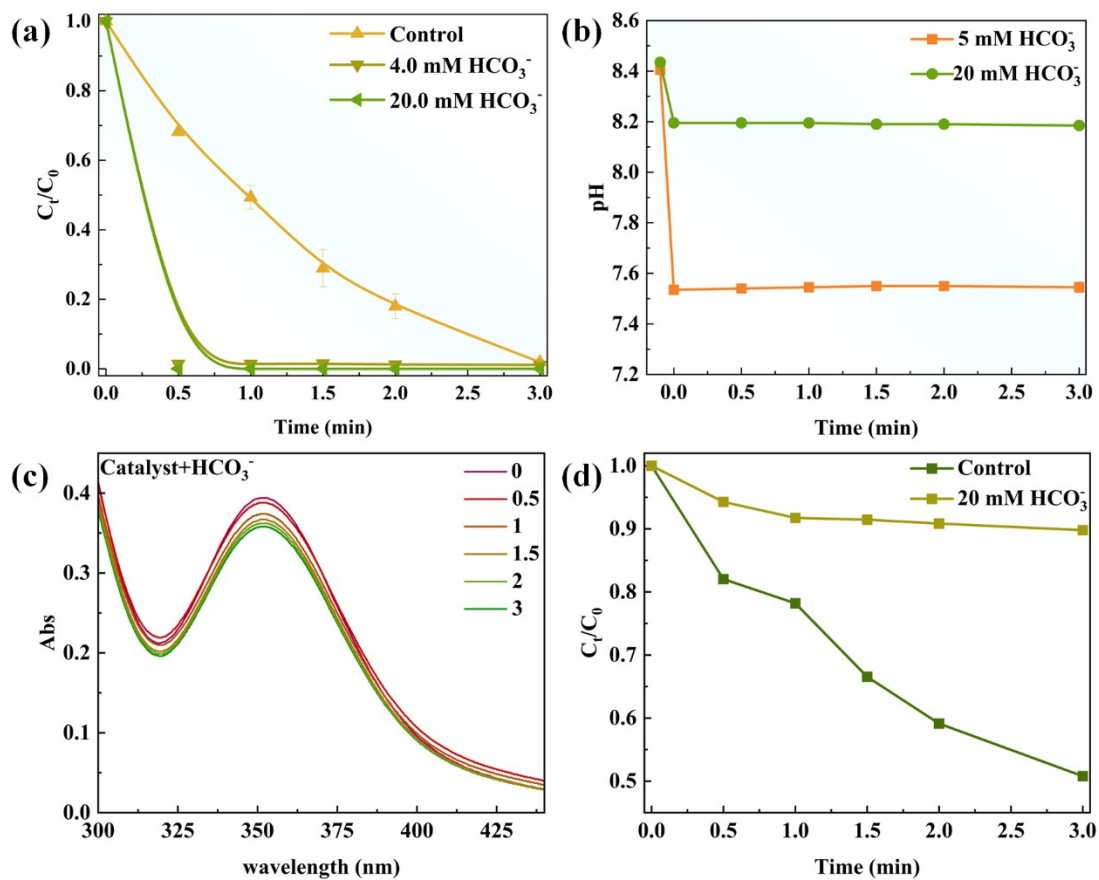 (a)
Control
4.0 mM HCO₃⁻
20.0 mM HCO₃⁻
1.0
0.8
0.6
0.4
0.2
0.0
Cₜ/C₀
0.0 0.5 1.0 1.5 2.0 2.5 3.0
Time (min)
(b)
5 mM HCO₃⁻
20 mM HCO₃⁻
8.6
8.4
8.2
8.0
7.8
7.6
7.4
7.2
pH
0.0 0.5 1.0 1.5 2.0 2.5 3.0
Time (min)
(c)
Catalyst+HCO₃⁻
0
0.5
1
1.5
2
3
0.4
0.3
0.2
0.1
0.0
Abs
300 325 350 375 400 425
wavelength (nm)
(d)
Control
20 mM HCO₃⁻
1.0
0.9
0.8
0.7
0.6
0.5
Cₜ/C₀
0.0 0.5 1.0 1.5 2.0 2.5 3.0
Time (min)